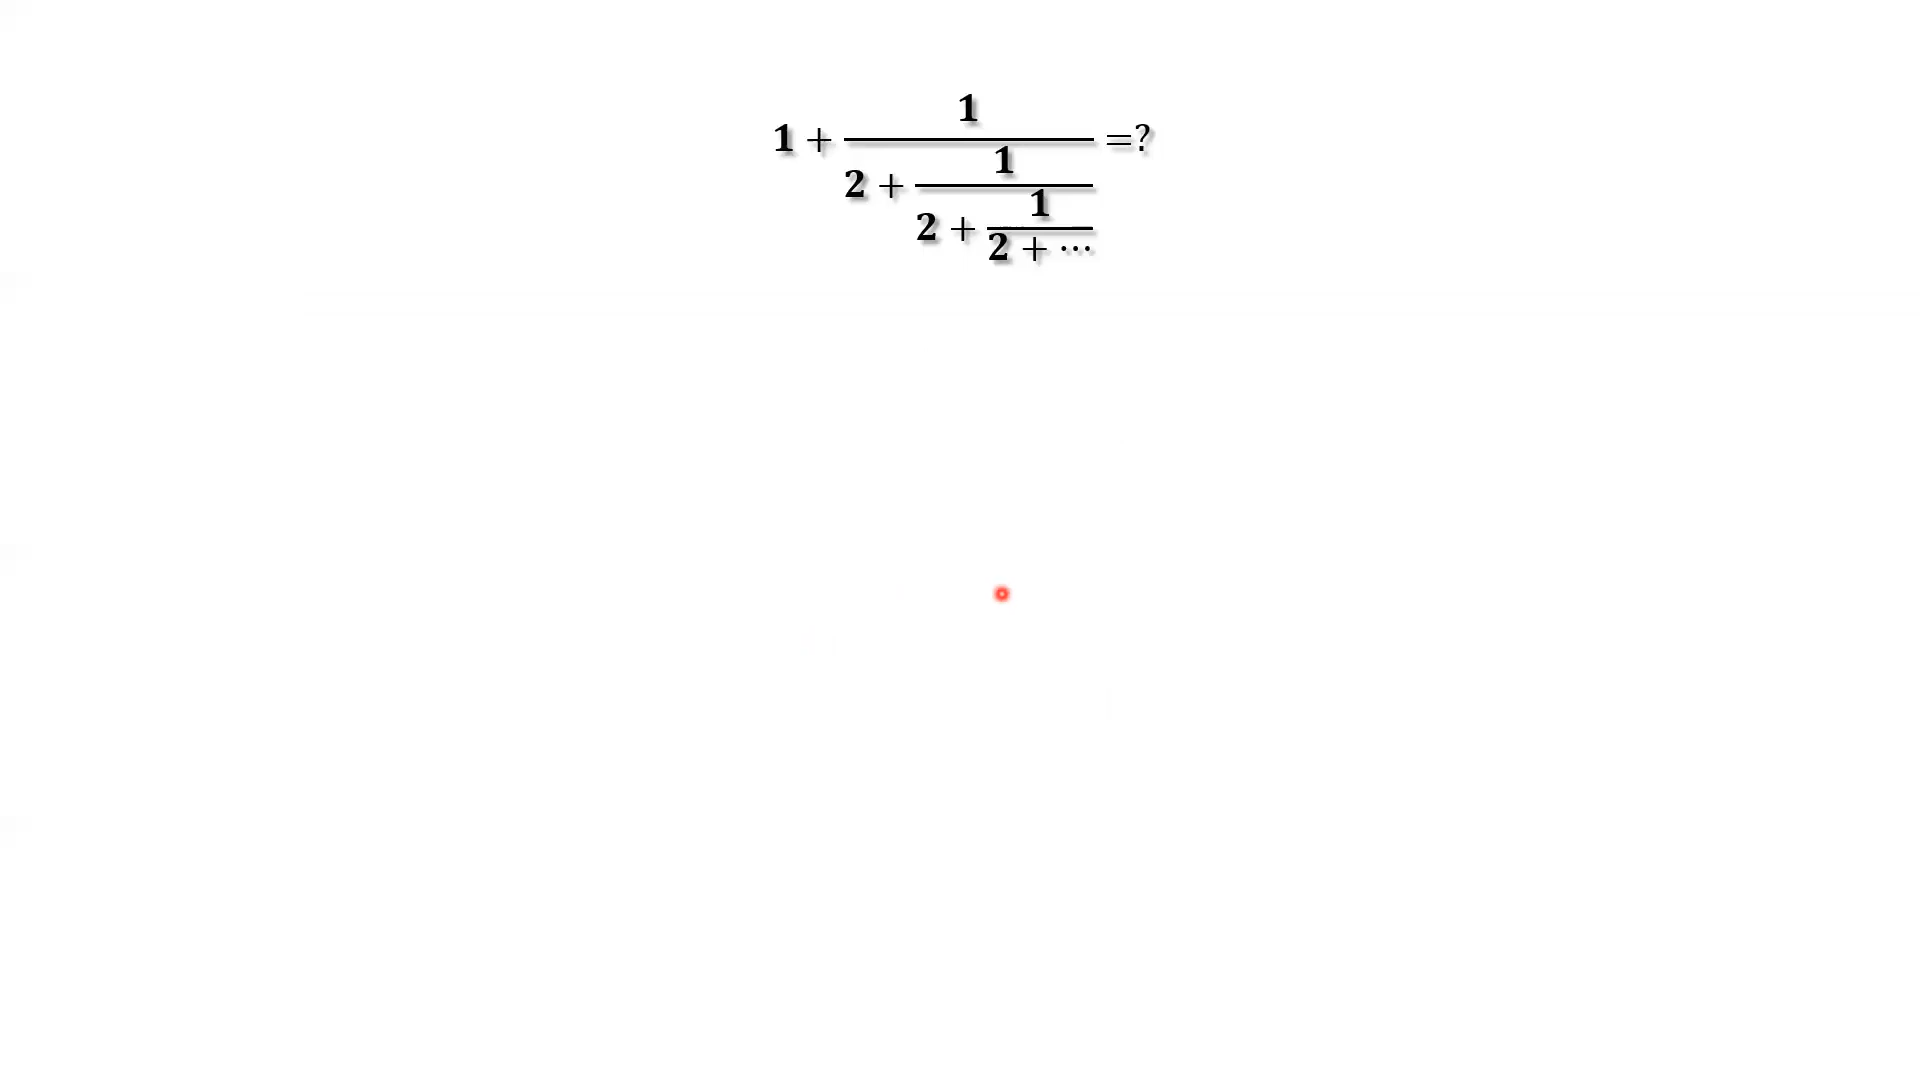 1 + 1 / (2 + 1 / (2 + 1 / (2 + ⋯))) =?